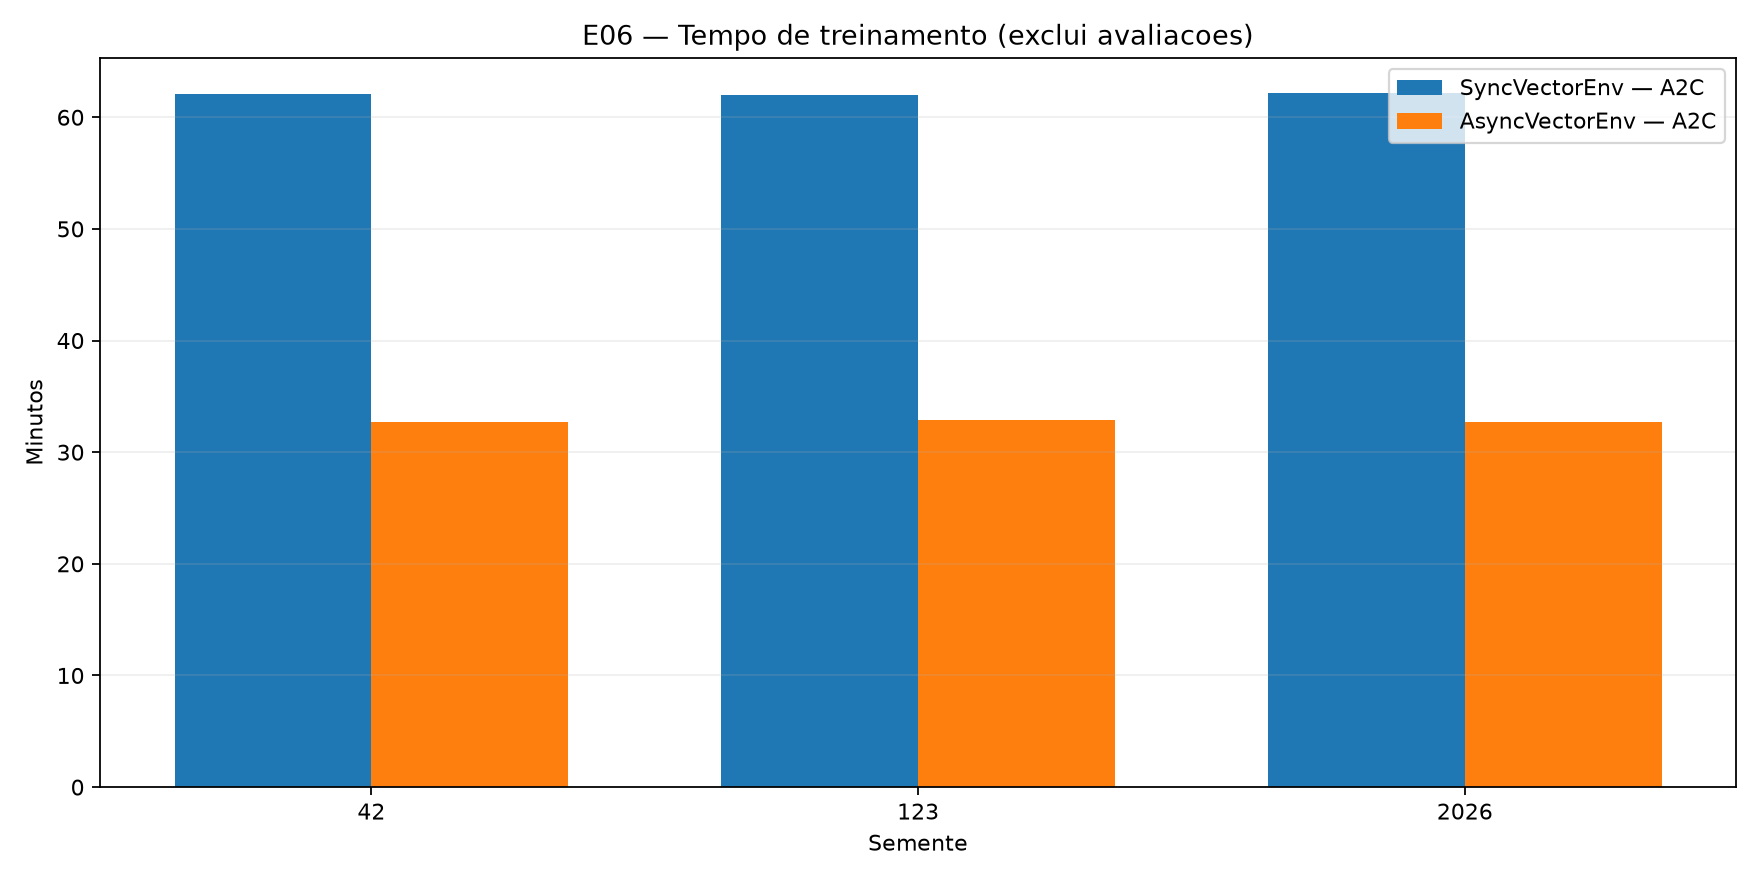 E06 — Tempo de treinamento (exclui avaliacoes)
SyncVectorEnv — A2C
AsyncVectorEnv — A2C
60
50
40
30
20
10
0
Minutos
42
123
2026
Semente